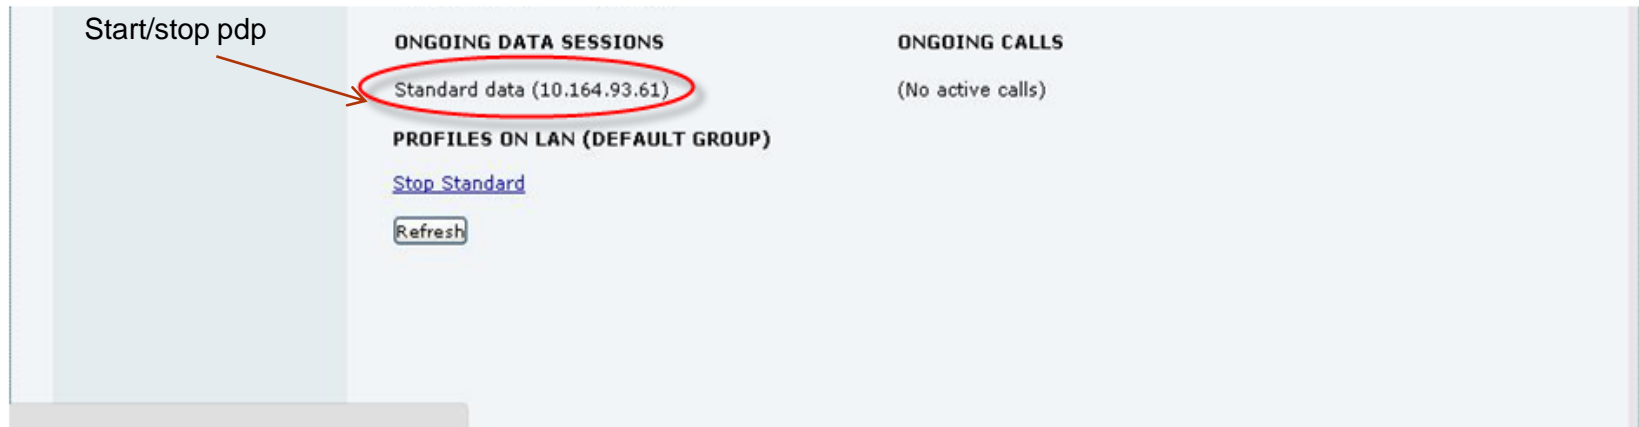 Start/stop pdp
ONGOING DATA SESSIONS
ONGOING CALLS
Standard data (10.164.93.61)
(No active calls)
PROFILES ON LAN (DEFAULT GROUP)
Stop Standard
Refresh